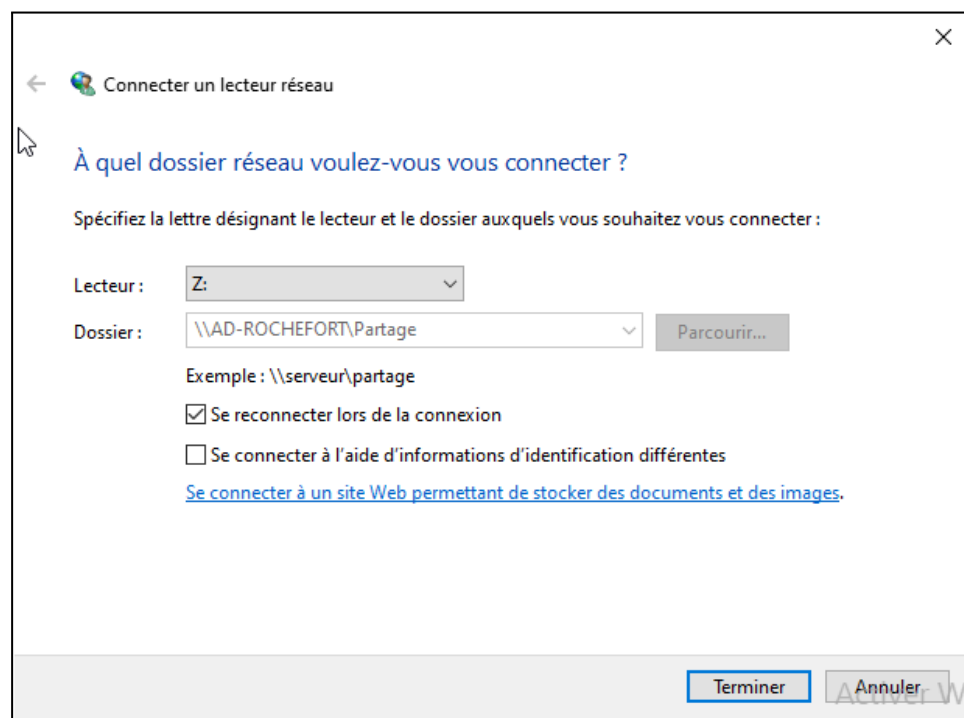 Connecter un lecteur réseau
À quel dossier réseau voulez-vous vous connecter ?
Spécifiez la lettre désignant le lecteur et le dossier auxquels vous souhaitez vous connecter :
Lecteur : Z:
Dossier : \\AD-ROCHEFORT\Partage Parcourir...
Exemple : \\serveur\partage
Se reconnecter lors de la connexion
Se connecter à l'aide d'informations d'identification différentes
Se connecter à un site Web permettant de stocker des documents et des images.
Terminer Annuler
Activer W